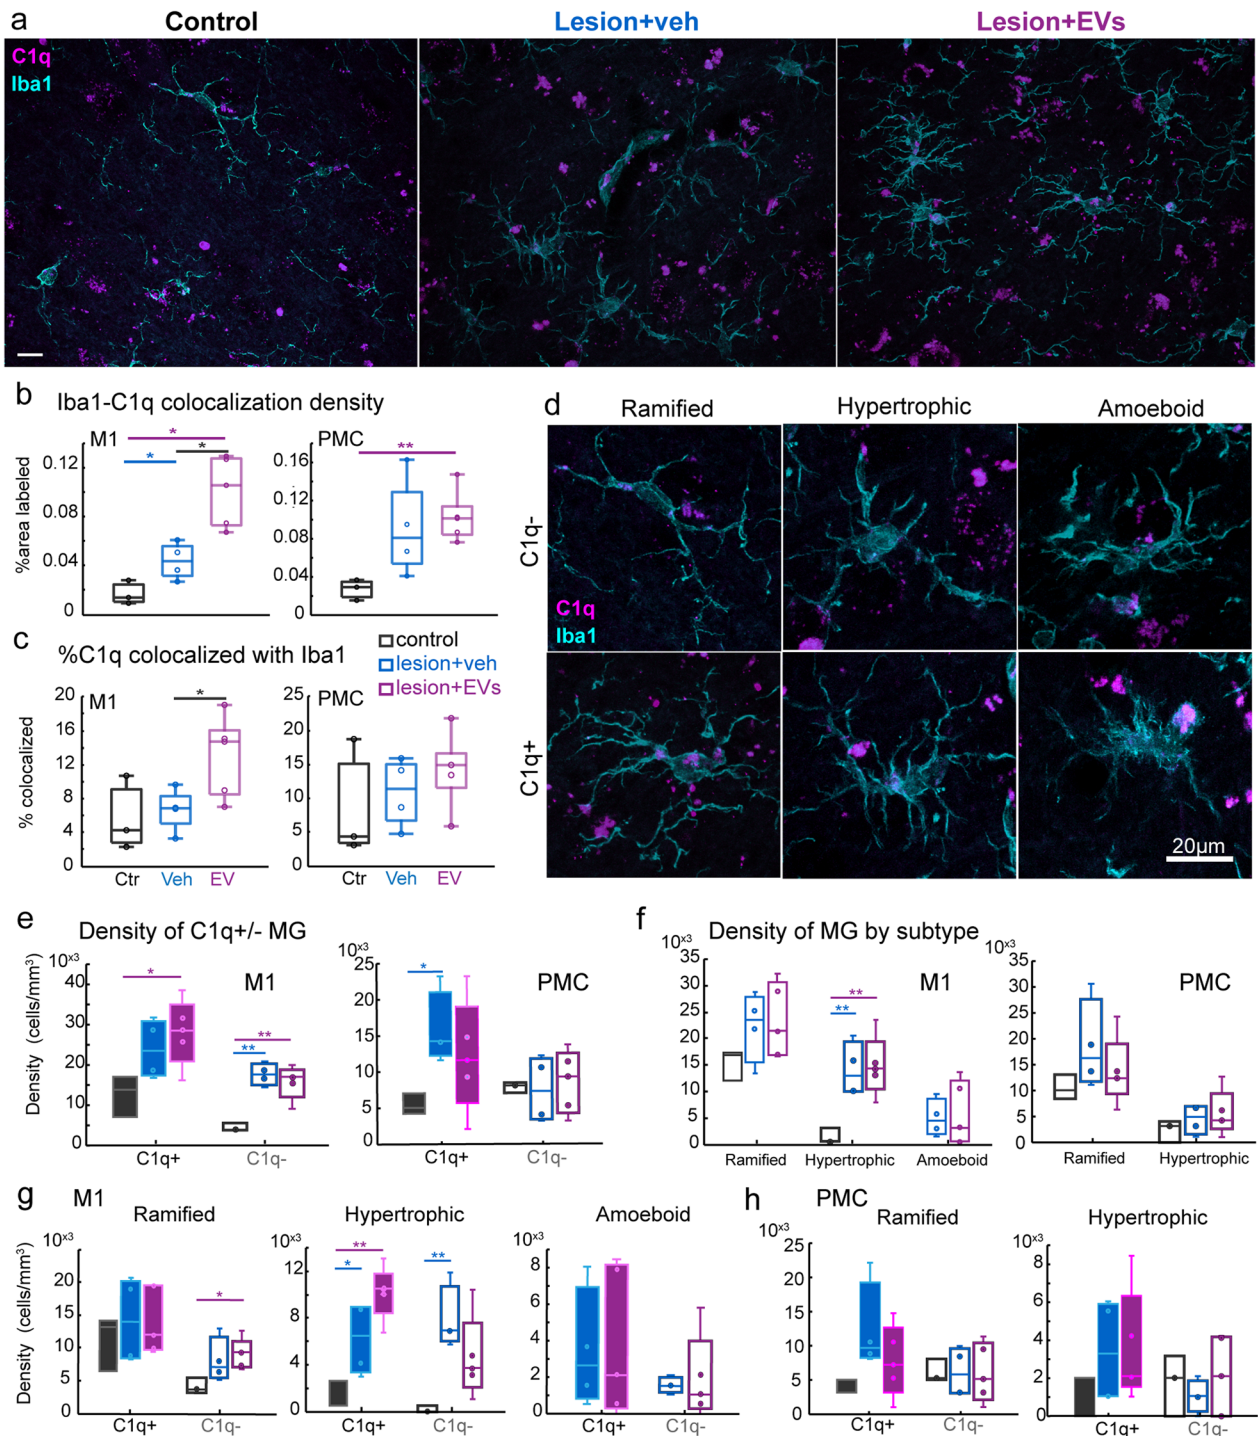 a Control Lesion+veh Lesion+EVs
C1q
Iba1
b Iba1-C1q colocalization density
M1
%area labeled
0.12
0.08
0.04
0
* * *
PMC
0.16
0.12
0.08
0.04
0
**
c %C1q colocalized with Iba1
control
lesion+veh
lesion+EVs
M1
% colocalized
20
16
12
8
4
0
*
Ctr Veh EV
PMC
25
20
15
10
5
0
Ctr Veh EV
d Ramified Hypertrophic Amoeboid
C1q-
C1q
Iba1
C1q+
20µm
e Density of C1q+/- MG
Density (cells/mm³)
10x3
40
30
20
10
0
M1
* ** **
C1q+ C1q-
10x3
25
20
15
10
5
0
PMC
*
C1q+ C1q-
f Density of MG by subtype
10x3
35
30
25
20
15
10
5
0
M1
** **
Ramified Hypertrophic Amoeboid
10x3
35
30
25
20
15
10
5
0
PMC
Ramified Hypertrophic
g M1
Ramified
Density (cells/mm³)
10x3
20
15
10
5
0
*
C1q+ C1q-
Hypertrophic
10x3
12
8
4
0
** * **
C1q+ C1q-
Amoeboid
10x3
8
6
4
2
0
C1q+ C1q-
h PMC
Ramified
10x3
25
20
15
10
5
0
C1q+ C1q-
Hypertrophic
10x3
10
8
6
4
2
0
C1q+ C1q-